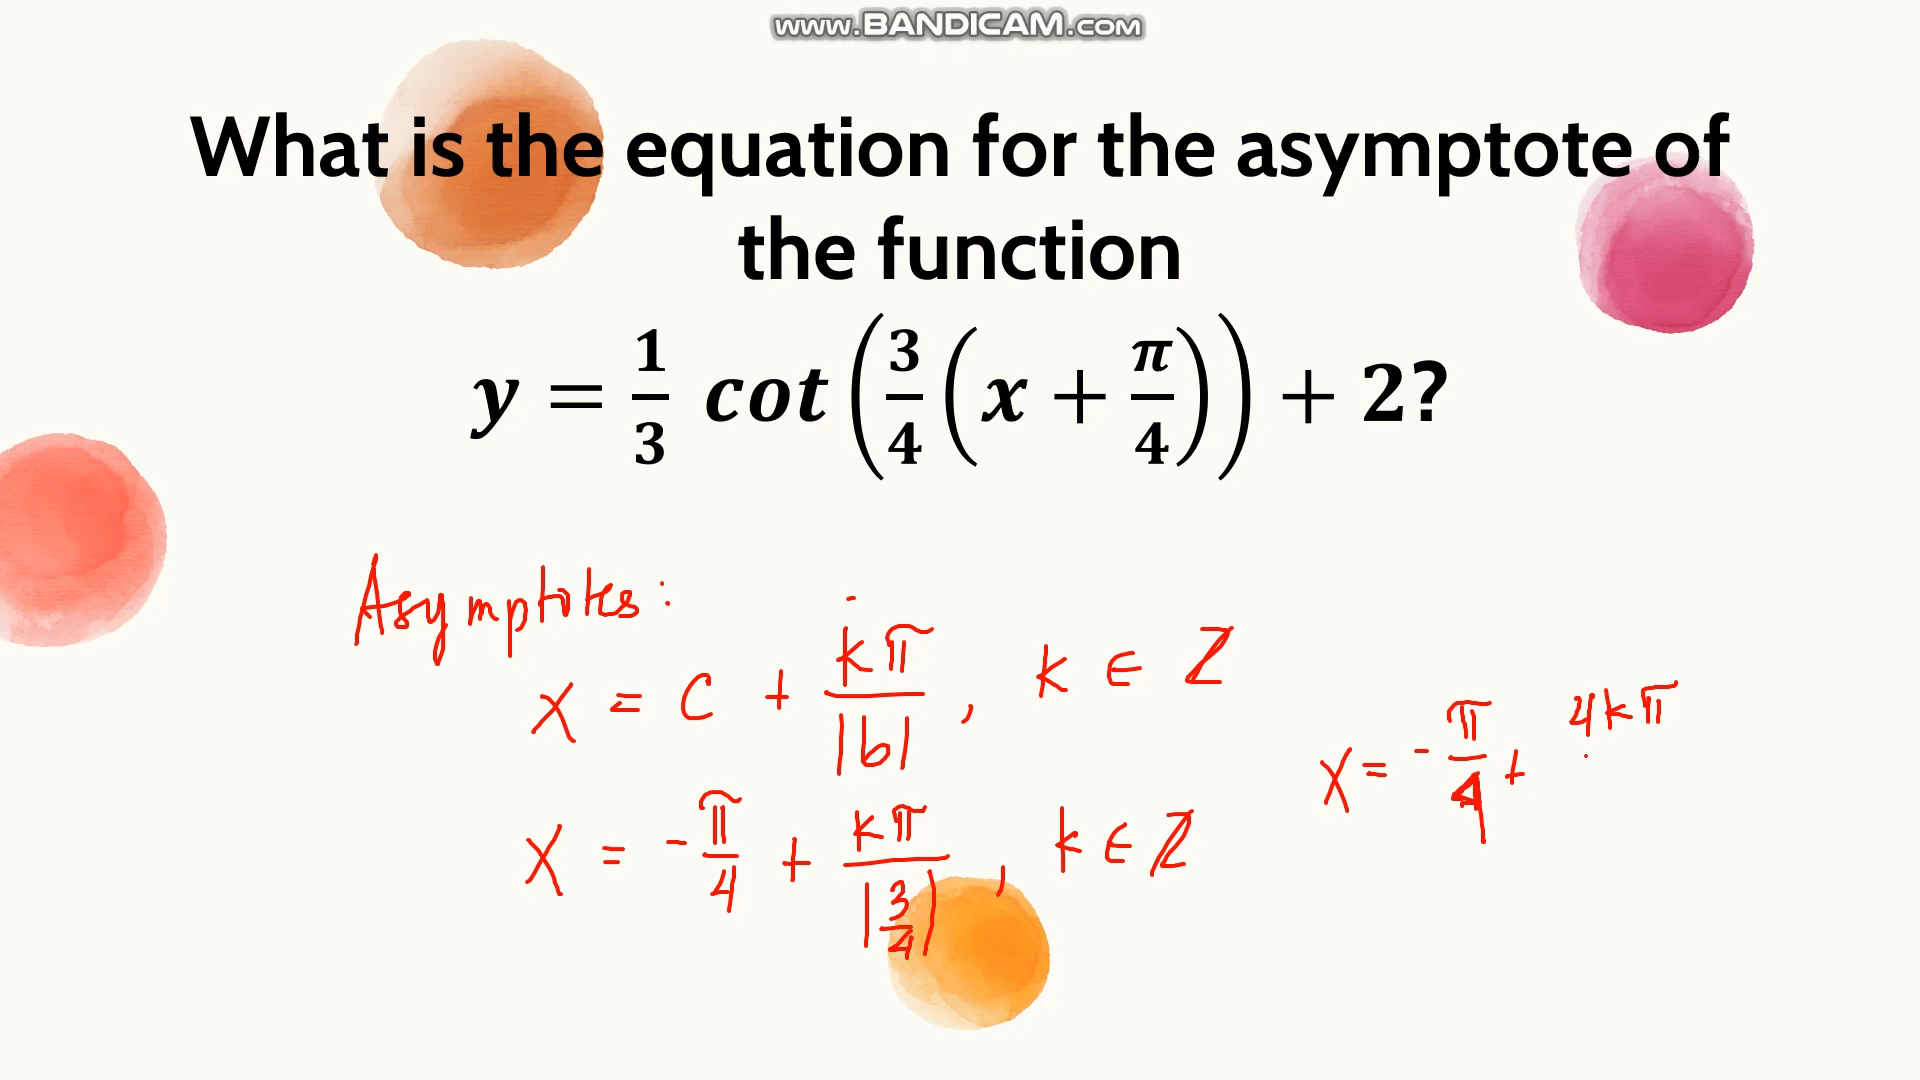 www.BANDICAM.com
What is the equation for the asymptote of
the function
y = 1/3 cot(3/4(x + π/4)) + 2?
Asymptotes:
x = c + kπ/|b|, k ∈ Z
x = -π/4 + kπ/|3/4|, k ∈ Z
x = -π/4 + 4kπ